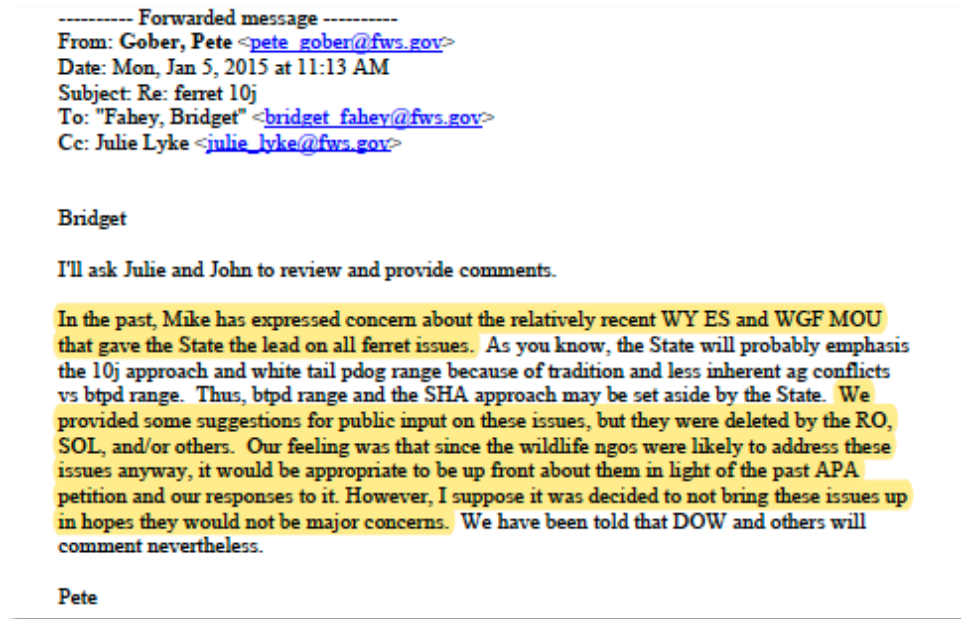 ---------- Forwarded message ----------
From: Gober, Pete <pete_gober@fws.gov>
Date: Mon, Jan 5, 2015 at 11:13 AM
Subject: Re: ferret 10j
To: "Fahey, Bridget" <bridget_fahey@fws.gov>
Cc: Julie Lyke <julie_lyke@fws.gov>
Bridget
I'll ask Julie and John to review and provide comments.
In the past, Mike has expressed concern about the relatively recent WY ES and WGF MOU
that gave the State the lead on all ferret issues.  As you know, the State will probably emphasis
the 10j approach and white tail pdog range because of tradition and less inherent ag conflicts
vs btpd range.  Thus, btpd range and the SHA approach may be set aside by the State.  We
provided some suggestions for public input on these issues, but they were deleted by the RO,
SOL, and/or others.  Our feeling was that since the wildlife ngos were likely to address these
issues anyway, it would be appropriate to be up front about them in light of the past APA
petition and our responses to it. However, I suppose it was decided to not bring these issues up
in hopes they would not be major concerns.  We have been told that DOW and others will
comment nevertheless.
Pete